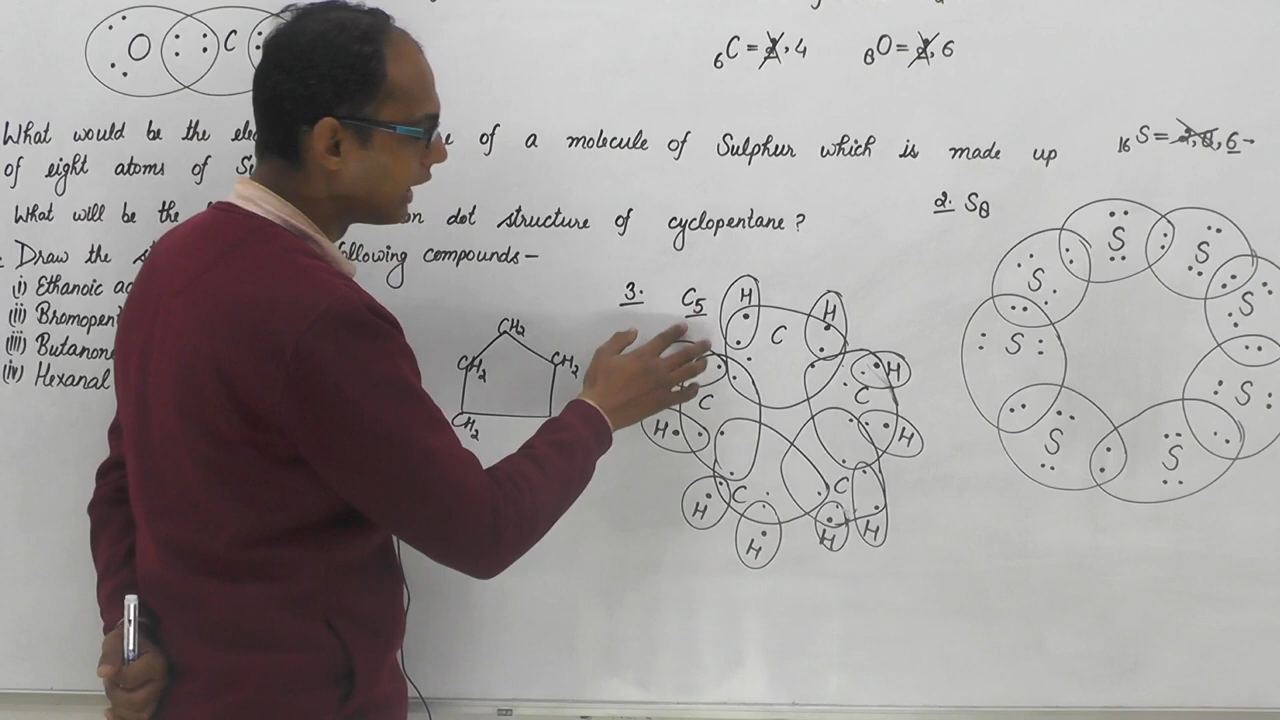 O C
₆C = 2, 4 ₈O = 2, 6
What would be the of a molecule of Sulphur which is made up
₁₆S = 2, 8, 6-
of eight atoms of
What will be the on dot structure of cyclopentane?
2. S₈
Draw the following compounds-
(i) Ethanoic
(ii)
(iii) Butanone
(iv) Hexanal
3. C₅
CH₂
CH₂ CH₂
CH₂
H H
C
H
C C
H H
C C
H H
H H
S S
S S
S S
S S